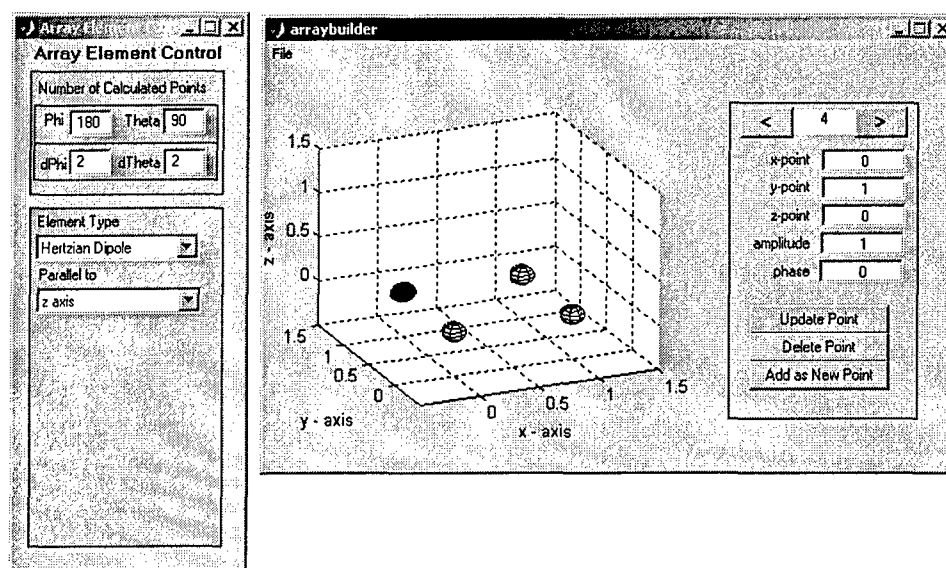 Array Element Co
Array Element Control
Number of Calculated Points
Phi 180 Theta 90
dPhi 2 dTheta 2
Element Type
Hertzian Dipole
Parallel to
z axis
arraybuilder
File
1.5
1
0.5
0
z - axis
1.5
1
0.5
0
y - axis
0
0.5
1
1.5
x - axis
< 4 >
x-point 0
y-point 1
z-point 0
amplitude 1
phase 0
Update Point
Delete Point
Add as New Point